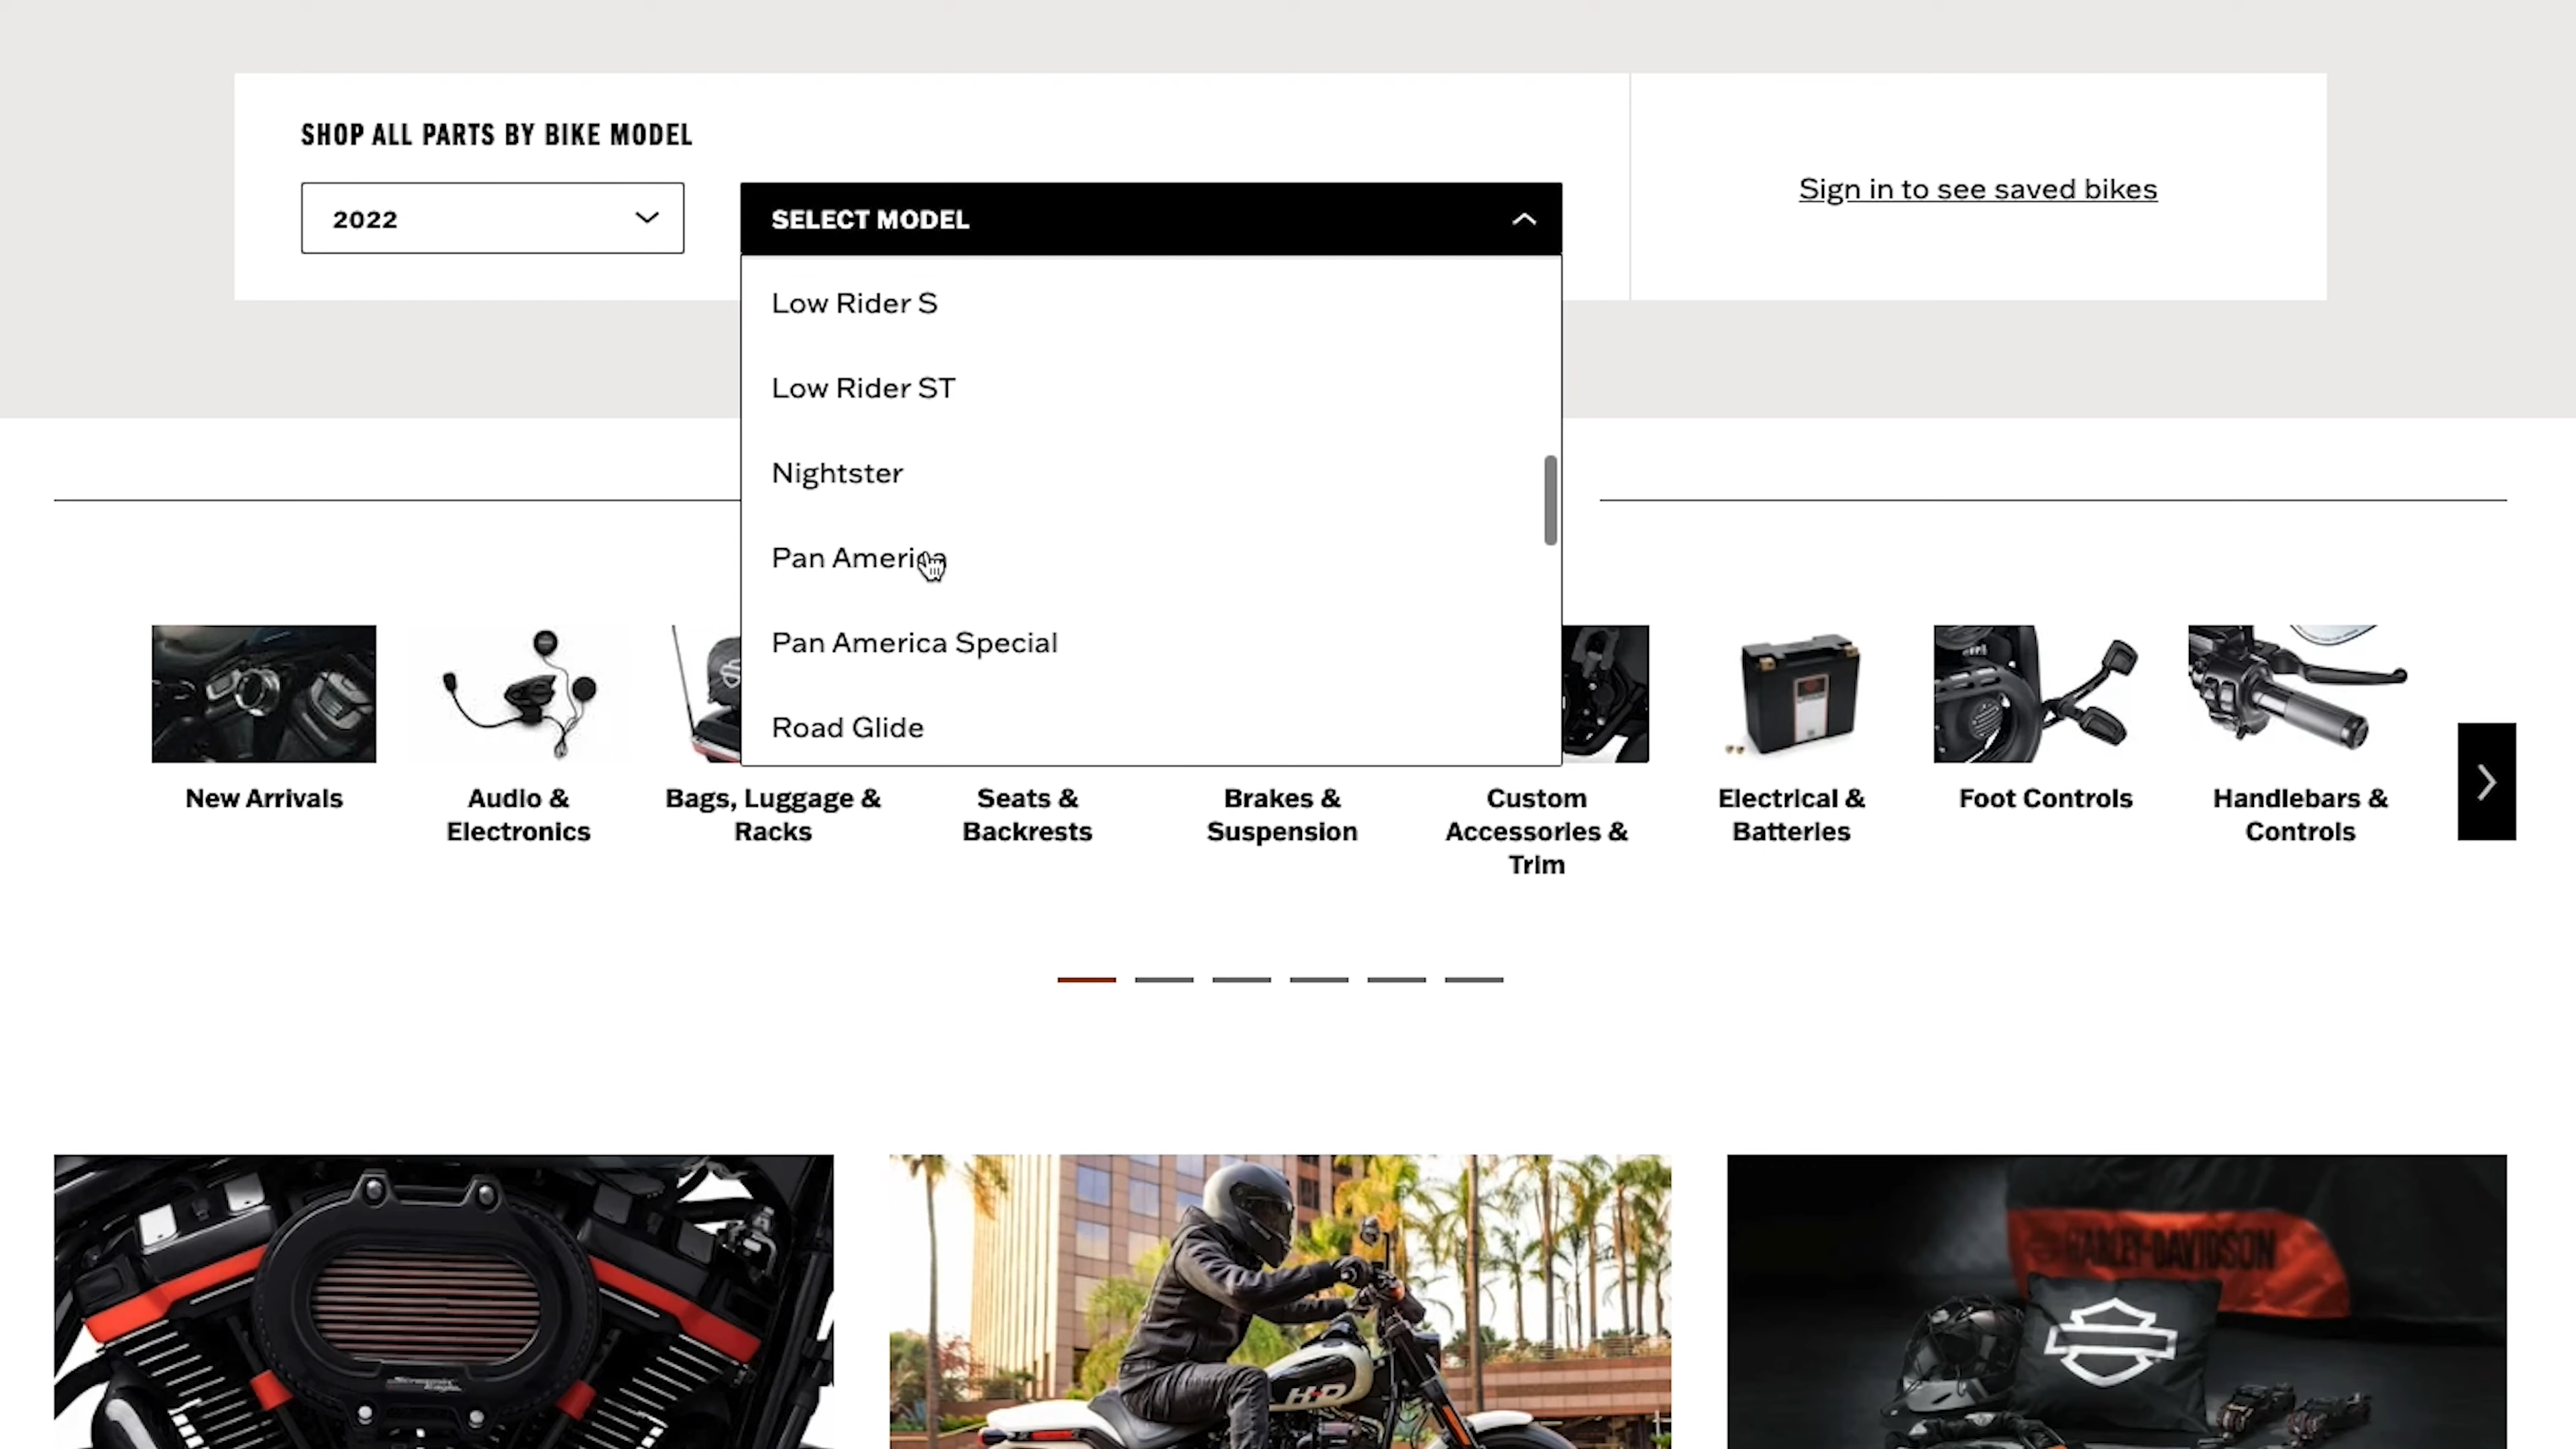 SHOP ALL PARTS BY BIKE MODEL
2022
SELECT MODEL
Sign in to see saved bikes
Low Rider S
Low Rider ST
Nightster
Pan America
Pan America Special
Road Glide
New Arrivals
Audio &
Electronics
Bags, Luggage &
Racks
Seats &
Backrests
Brakes &
Suspension
Custom
Accessories &
Trim
Electrical &
Batteries
Foot Controls
Handlebars &
Controls
H-D
HARLEY-DAVIDSON